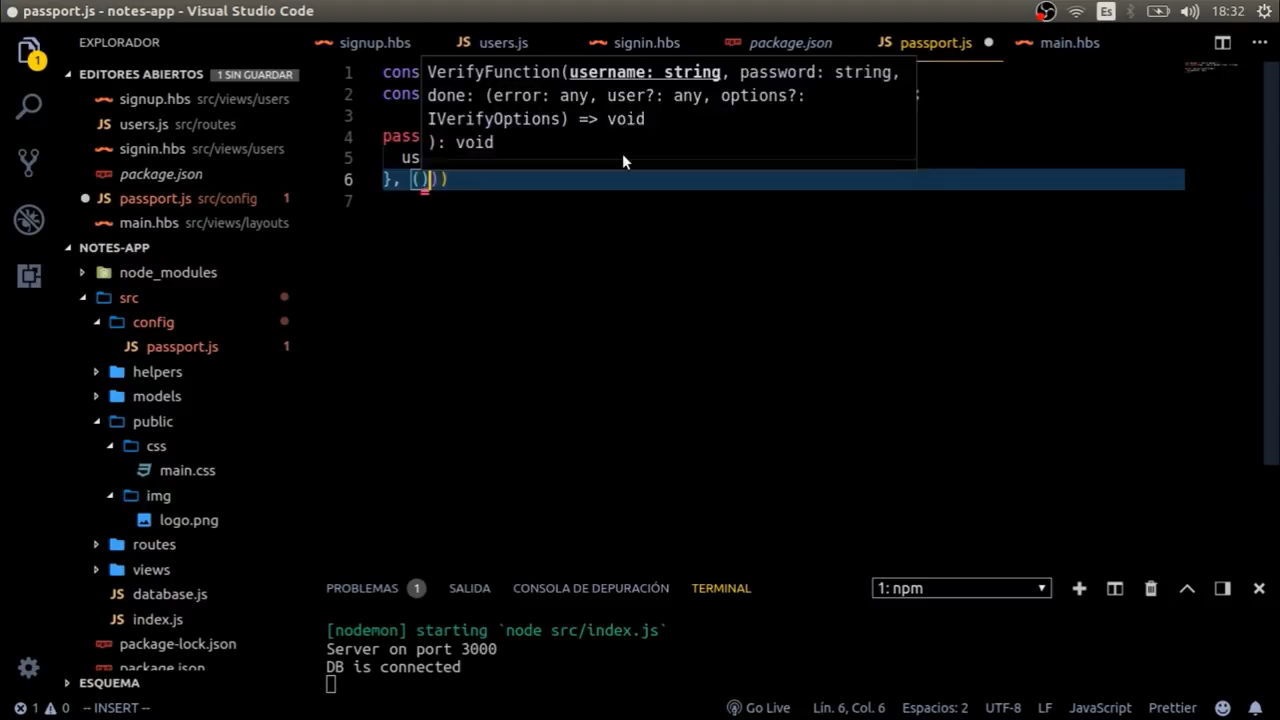 passport.js - notes-app - Visual Studio Code
Es
18:32
EXPLORADOR
signup.hbs
users.js
signin.hbs
package.json
passport.js
main.hbs
EDITORES ABIERTOS 1 SIN GUARDAR
signup.hbs src/views/users
JS users.js src/routes
signin.hbs src/views/users
package.json
JS passport.js src/config 1
main.hbs src/views/layouts
NOTES-APP
node_modules
src
config
JS passport.js 1
helpers
models
public
css
main.css
img
logo.png
routes
views
JS database.js
JS index.js
package-lock.json
package.json
ESQUEMA
1 cons
2 cons ;
3
4 pass
5 us
6 }, ()))
7
VerifyFunction(username: string, password: string,
done: (error: any, user?: any, options?:
IVerifyOptions) => void
): void
PROBLEMAS 1 SALIDA CONSOLA DE DEPURACIÓN TERMINAL 1: npm
[nodemon] starting `node src/index.js`
Server on port 3000
DB is connected
1 0 -- INSERT -- Go Live Lín. 6, Col. 6 Espacios: 2 UTF-8 LF JavaScript Prettier